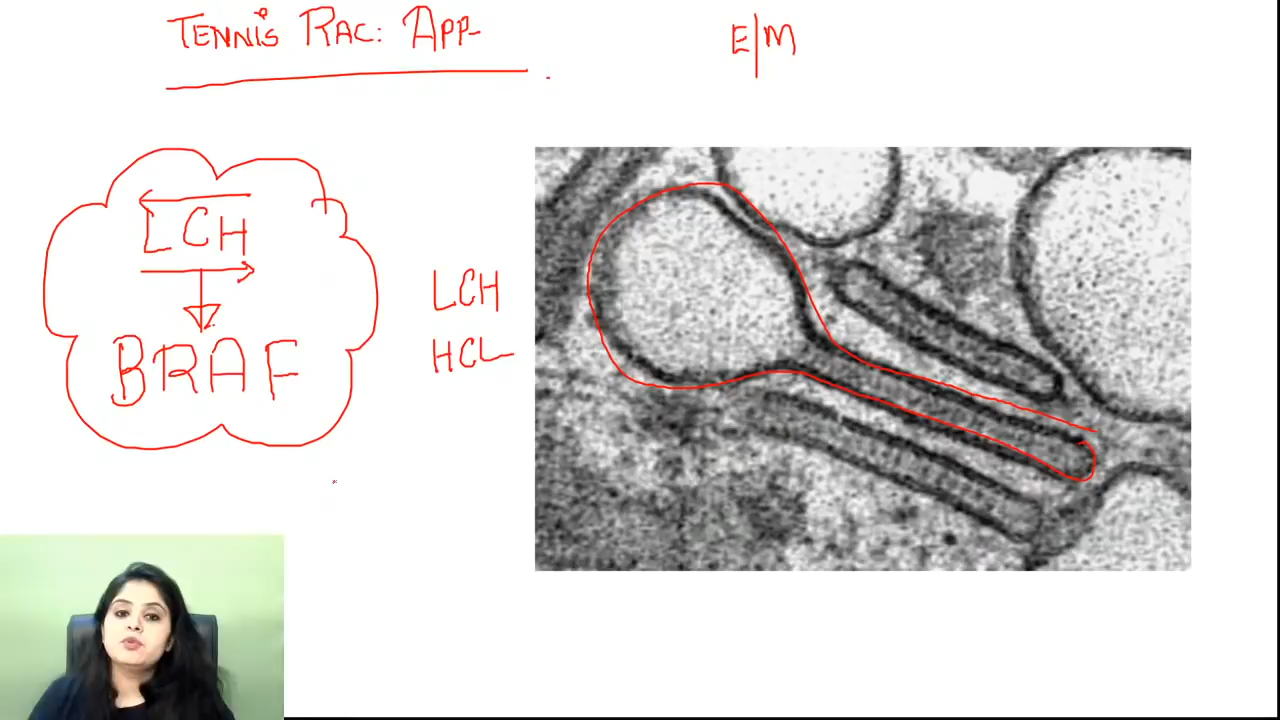 TENNIS RAC: APP
E|M
LCH
BRAF
LCH
HCL